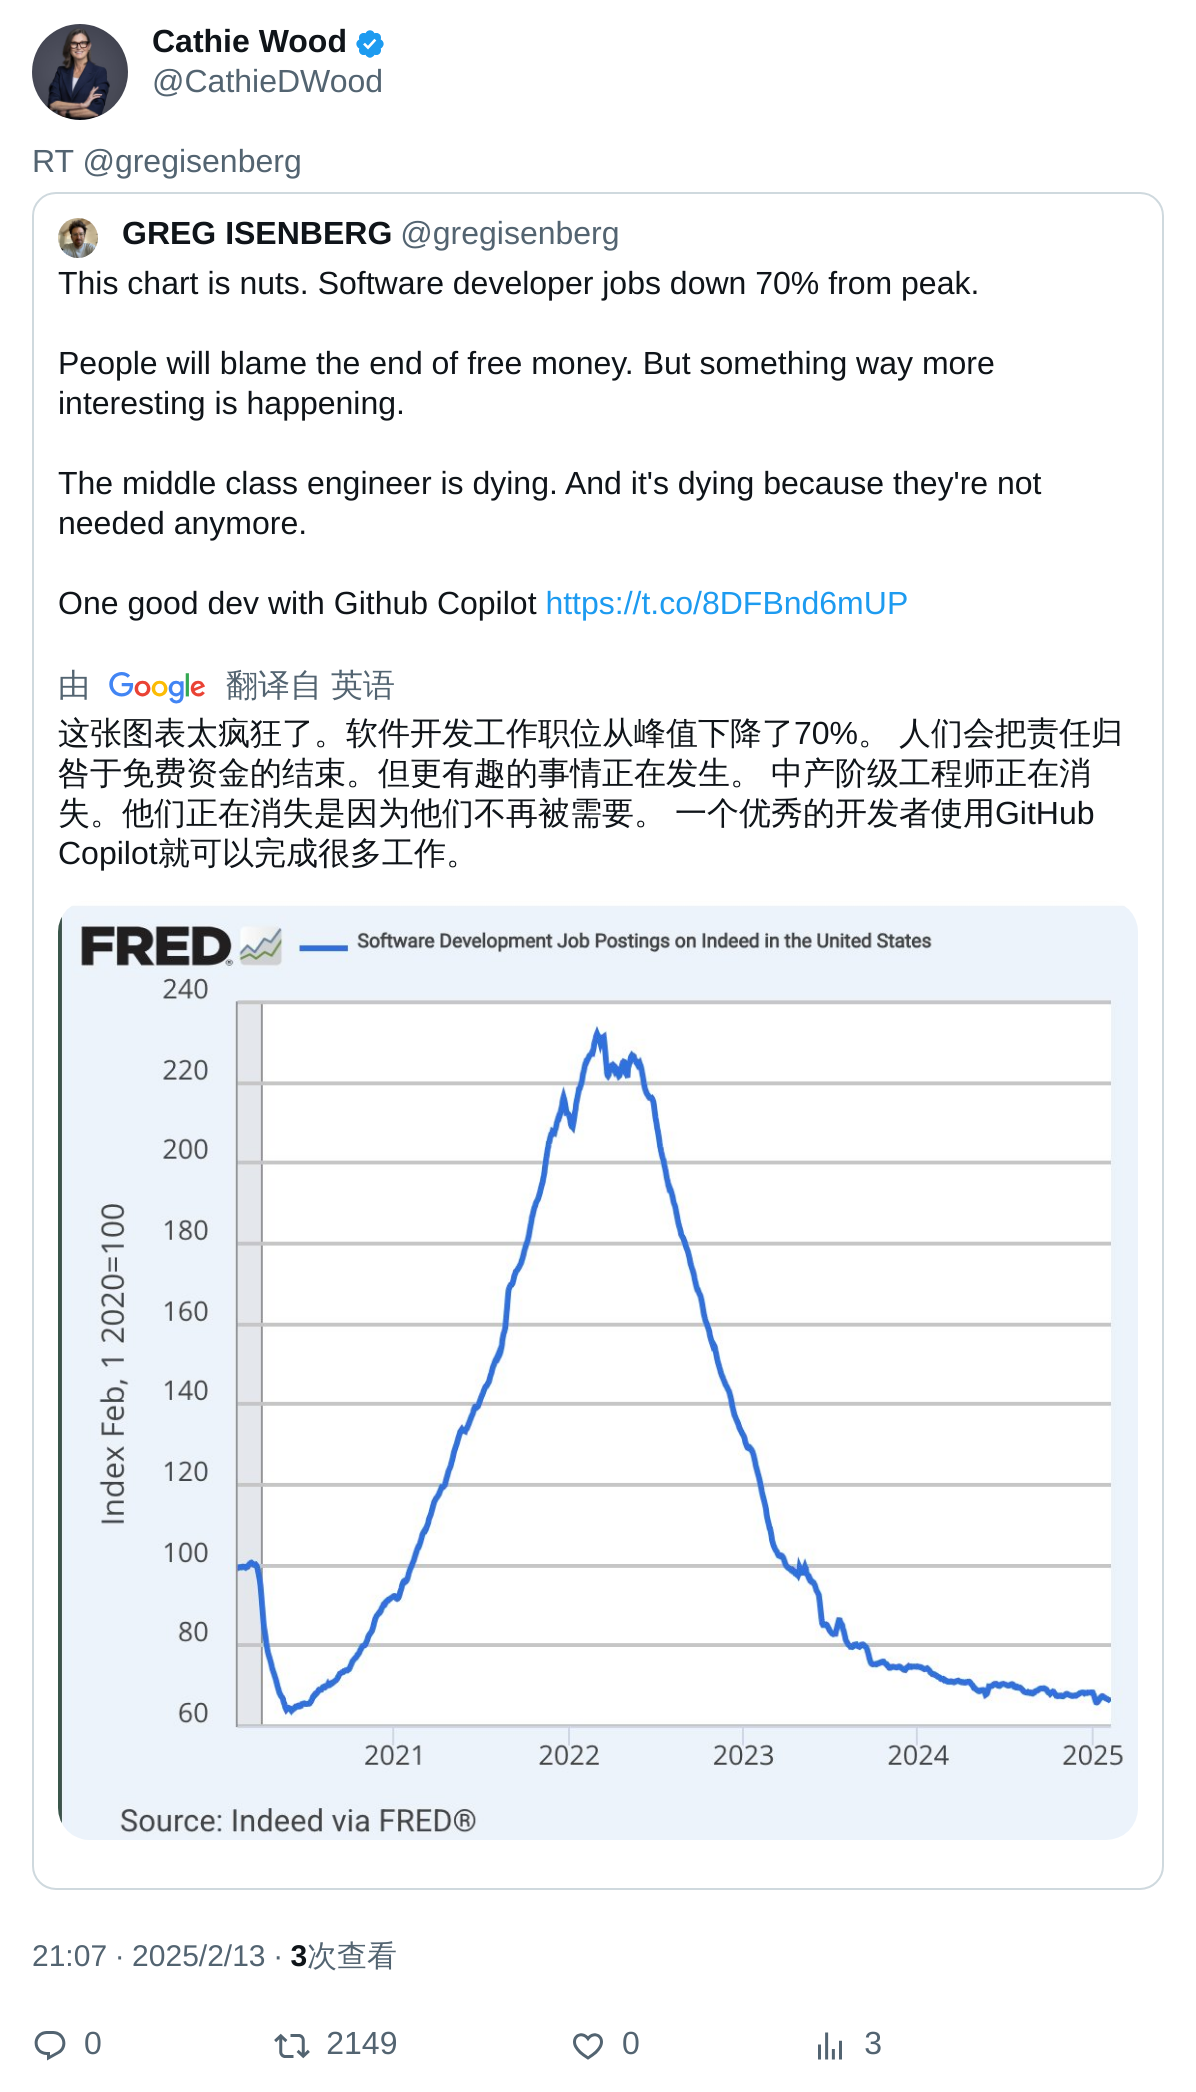 Cathie Wood
@CathieDWood
RT @gregisenberg
GREG ISENBERG @gregisenberg
This chart is nuts. Software developer jobs down 70% from peak.
People will blame the end of free money. But something way more
interesting is happening.
The middle class engineer is dying. And it's dying because they're not
needed anymore.
One good dev with Github Copilot https://t.co/8DFBnd6mUP
由 Google 翻译自 英语
这张图表太疯狂了。软件开发工作职位从峰值下降了70%。 人们会把责任归
咎于免费资金的结束。但更有趣的事情正在发生。 中产阶级工程师正在消
失。他们正在消失是因为他们不再被需要。 一个优秀的开发者使用GitHub
Copilot就可以完成很多工作。
FRED® Software Development Job Postings on Indeed in the United States
240
220
200
180
160
140
120
100
80
60
Index Feb, 1 2020=100
2021 2022 2023 2024 2025
Source: Indeed via FRED®
21:07 · 2025/2/13 · 3次查看
0 2149 0 3